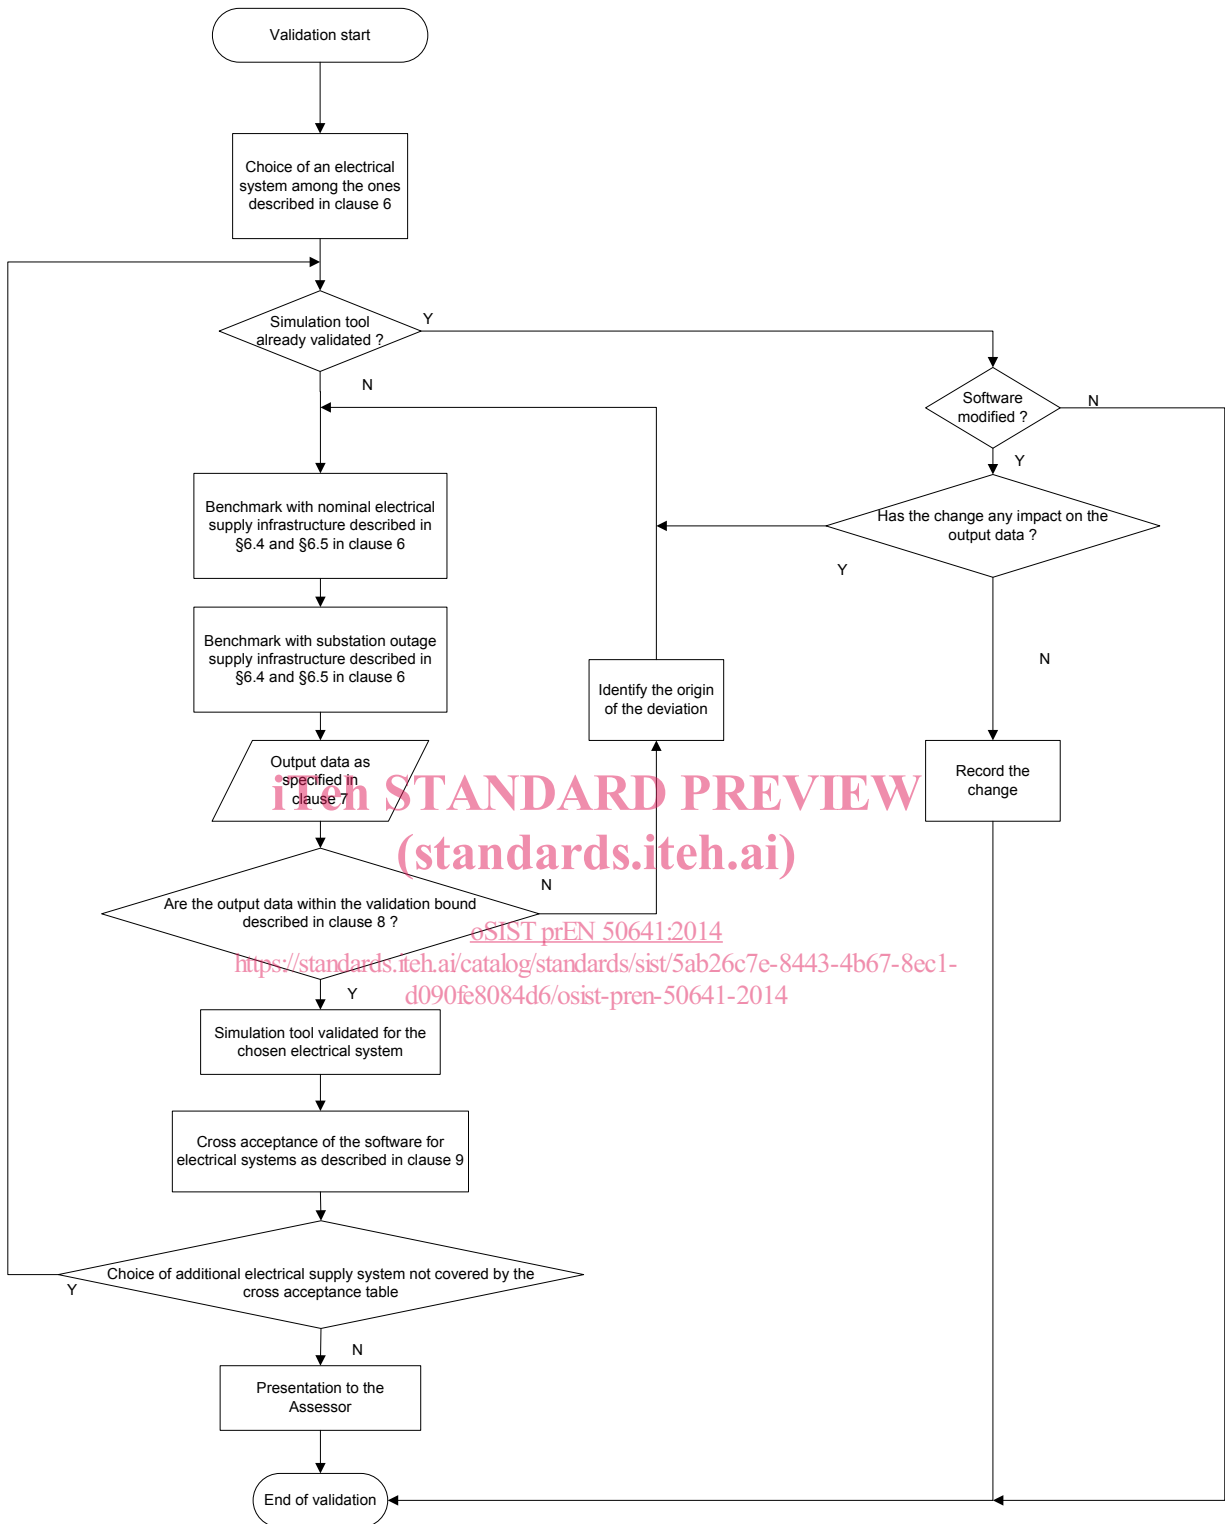 Validation start
Choice of an electrical
system among the ones
described in clause 6
Simulation tool
already validated ?
Y
N
Software
modified ?
N
Y
Has the change any impact on the
output data ?
Y
N
Benchmark with nominal electrical
supply infrastructure described in
§6.4 and §6.5 in clause 6
Benchmark with substation outage
supply infrastructure described in
§6.4 and §6.5 in clause 6
Identify the origin
of the deviation
Record the
change
Output data as
specified in
clause 7
iTeh STANDARD PREVIEW
(standards.iteh.ai)
Are the output data within the validation bound
described in clause 8 ?
N
Y
oSIST prEN 50641:2014
https://standards.iteh.ai/catalog/standards/sist/5ab26c7e-8443-4b67-8ec1-
d090fe8084d6/osist-pren-50641-2014
Simulation tool validated for the
chosen electrical system
Cross acceptance of the software for
electrical systems as described in clause 9
Choice of additional electrical supply system not covered by the
cross acceptance table
Y
N
Presentation to the
Assessor
End of validation